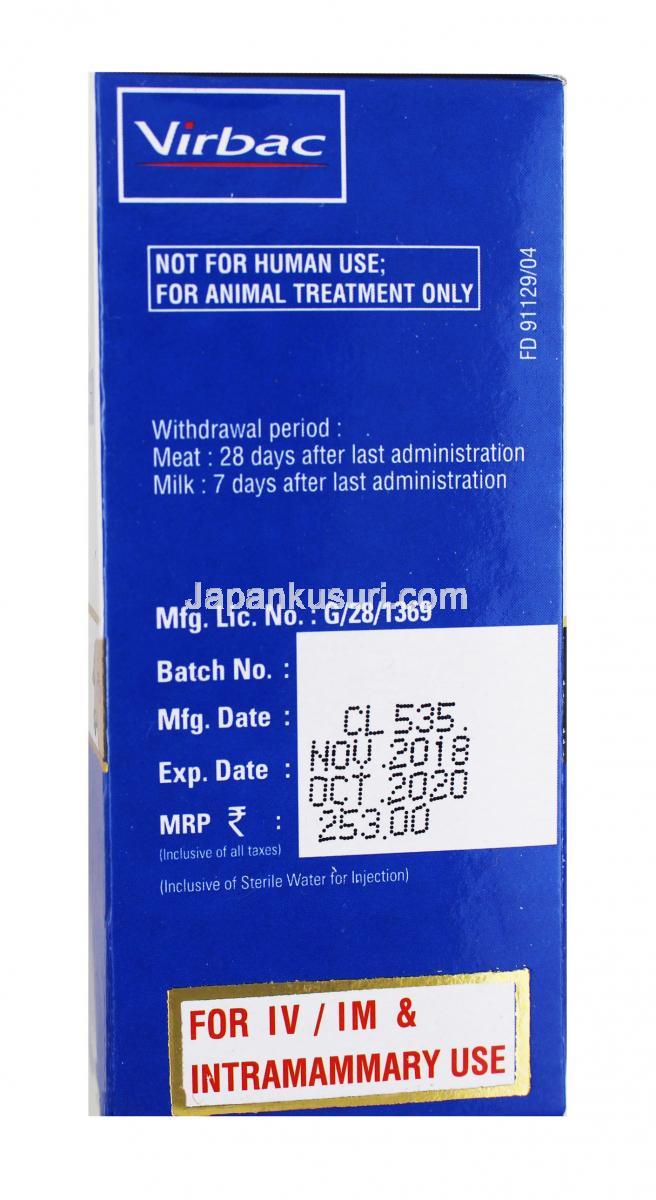 Virbac
NOT FOR HUMAN USE;
FOR ANIMAL TREATMENT ONLY
FD 91129/04
Withdrawal period :
Meat : 28 days after last administration
Milk : 7 days after last administration
Japankusuri.com
Mfg. Lic. No. : G/28/1369
Batch No. :
CL 535.
Mfg. Date :
NOV .2018
Exp. Date :
OCT .2020
MRP ₹ :
253.00
(Inclusive of all taxes)
(Inclusive of Sterile Water for Injection)
FOR IV / IM &
INTRAMAMMARY USE